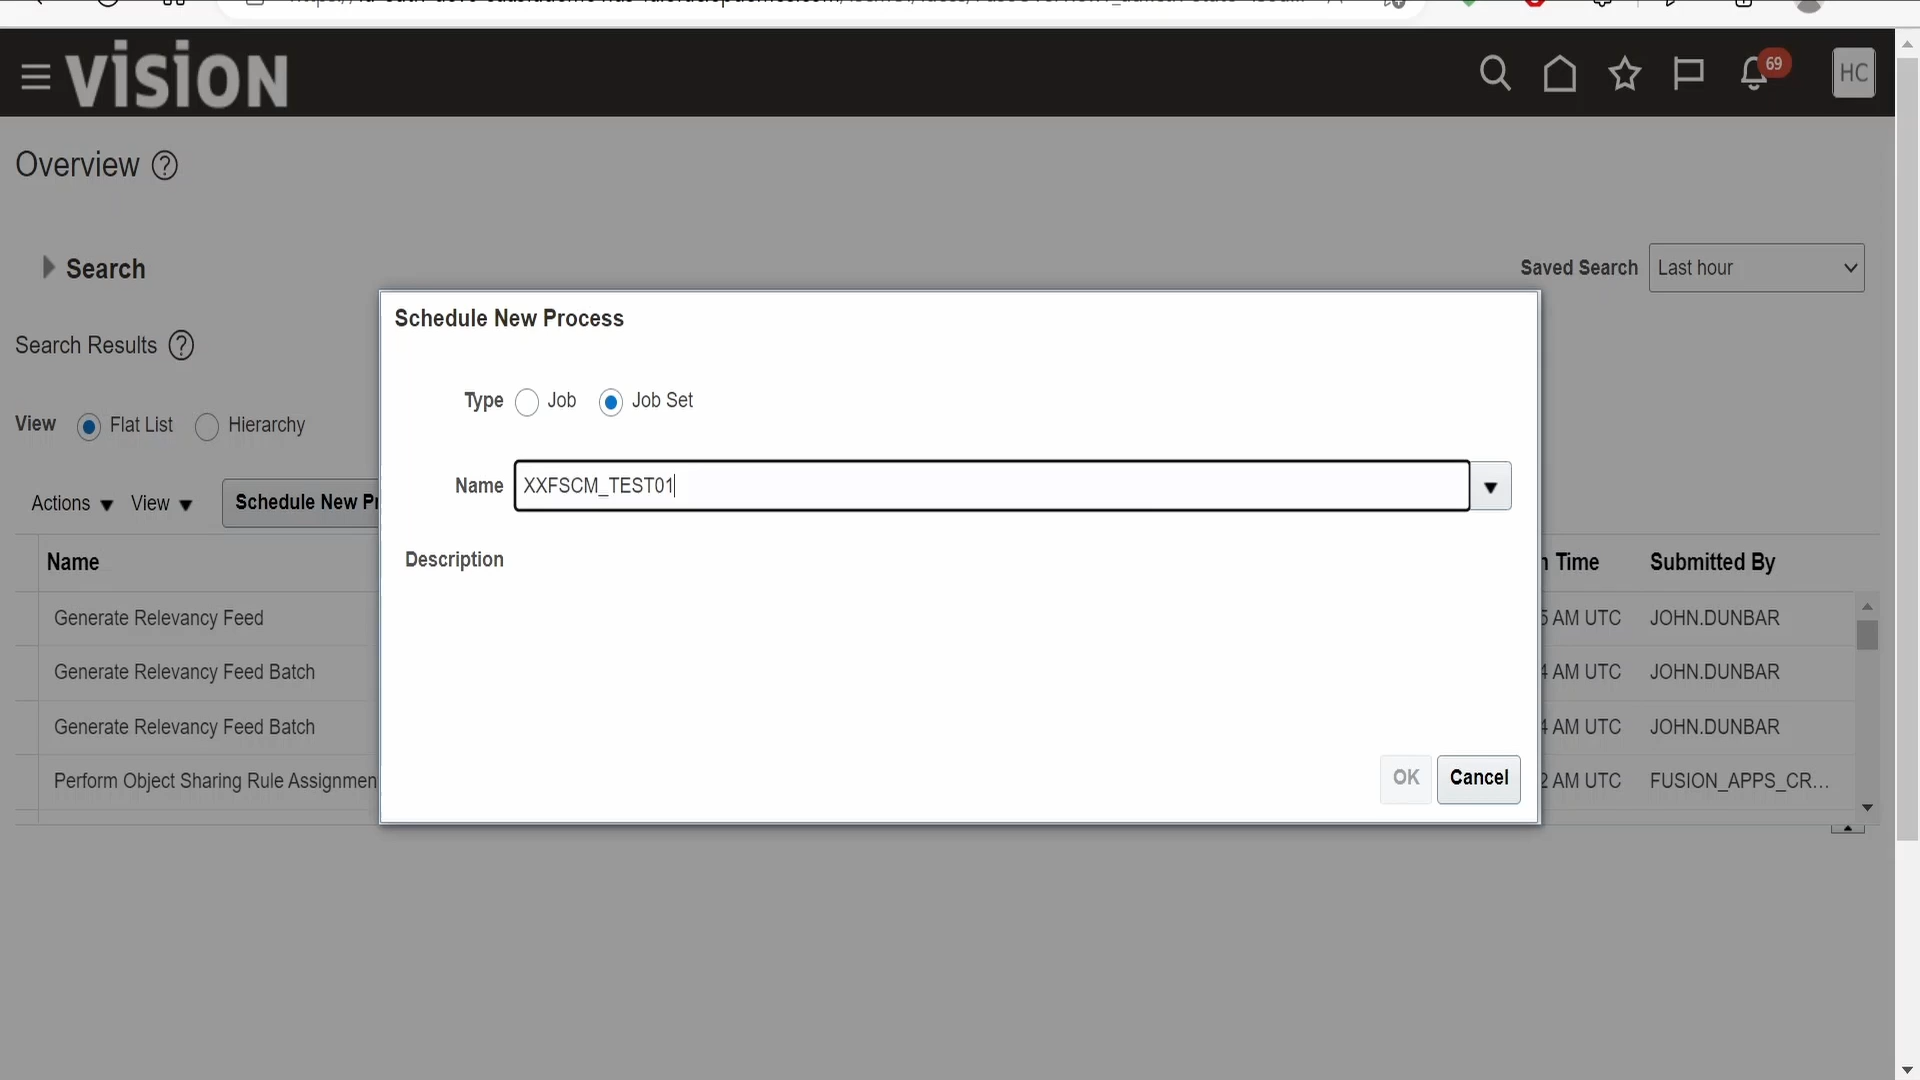 vision
69
HC
Overview
Search
Saved Search Last hour
Schedule New Process
Search Results
Type Job Job Set
View Flat List Hierarchy
Name XXFSCM_TEST01
Actions View Schedule New
Description
Name Time Submitted By
Generate Relevancy Feed AM UTC JOHN.DUNBAR
Generate Relevancy Feed Batch AM UTC JOHN.DUNBAR
Generate Relevancy Feed Batch AM UTC JOHN.DUNBAR
Perform Object Sharing Rule AM UTC FUSION_APPS_CR...
OK Cancel